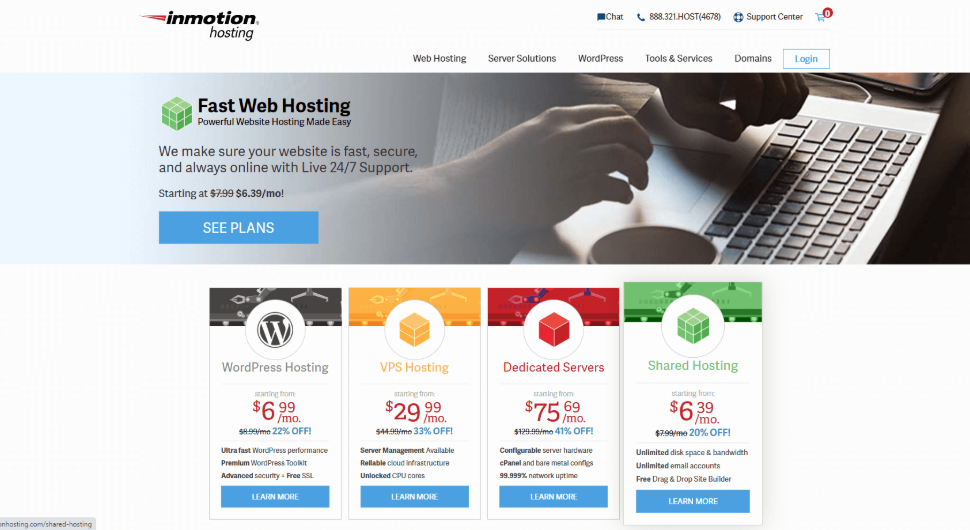 inmotion
hosting
Chat
888.321.HOST(4678)
Support Center
0
Web Hosting
Server Solutions
WordPress
Tools & Services
Domains
Login
Fast Web Hosting
Powerful Website Hosting Made Easy
We make sure your website is fast, secure,
and always online with Live 24/7 Support.
Starting at $7.99 $6.39/mo!
SEE PLANS
WordPress Hosting
starting from:
$6.99/mo.
$8.99/mo 22% OFF!
Ultra fast WordPress performance
Premium WordPress Toolkit
Advanced security + Free SSL
LEARN MORE
VPS Hosting
starting from:
$29.99/mo.
$44.99/mo 33% OFF!
Server Management Available
Reliable cloud infrastructure
Unlocked CPU cores
LEARN MORE
Dedicated Servers
starting from:
$75.69/mo.
$129.99/mo 41% OFF!
Configurable server hardware
cPanel and bare metal configs
99.999% network uptime
LEARN MORE
Shared Hosting
starting from:
$6.39/mo.
$7.99/mo 20% OFF!
Unlimited disk space & bandwidth
Unlimited email accounts
Free Drag & Drop Site Builder
LEARN MORE
onhosting.com/shared-hosting